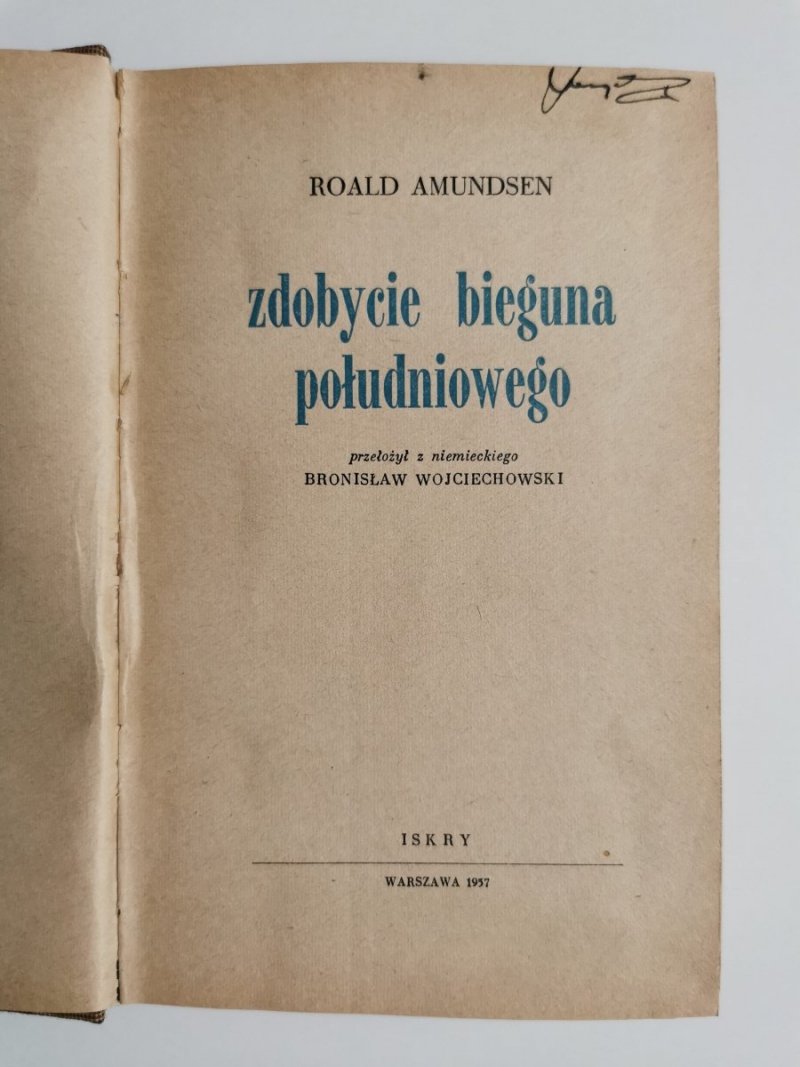 ROALD AMUNDSEN
zdobycie bieguna
południowego
przełożył z niemieckiego
BRONISŁAW WOJCIECHOWSKI
ISKRY
WARSZAWA 1957